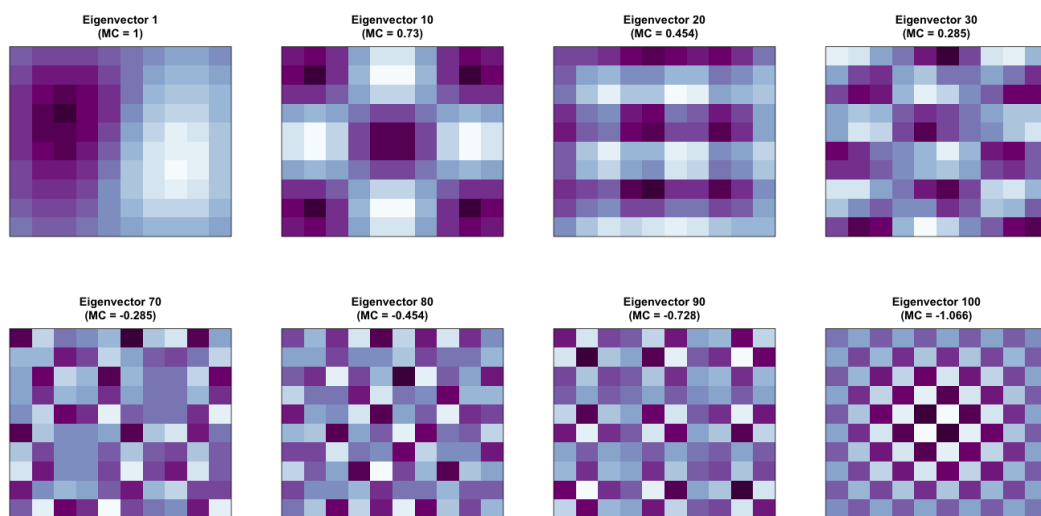 Eigenvector 1
(MC = 1)
Eigenvector 10
(MC = 0.73)
Eigenvector 20
(MC = 0.454)
Eigenvector 30
(MC = 0.285)
Eigenvector 70
(MC = -0.285)
Eigenvector 80
(MC = -0.454)
Eigenvector 90
(MC = -0.728)
Eigenvector 100
(MC = -1.066)